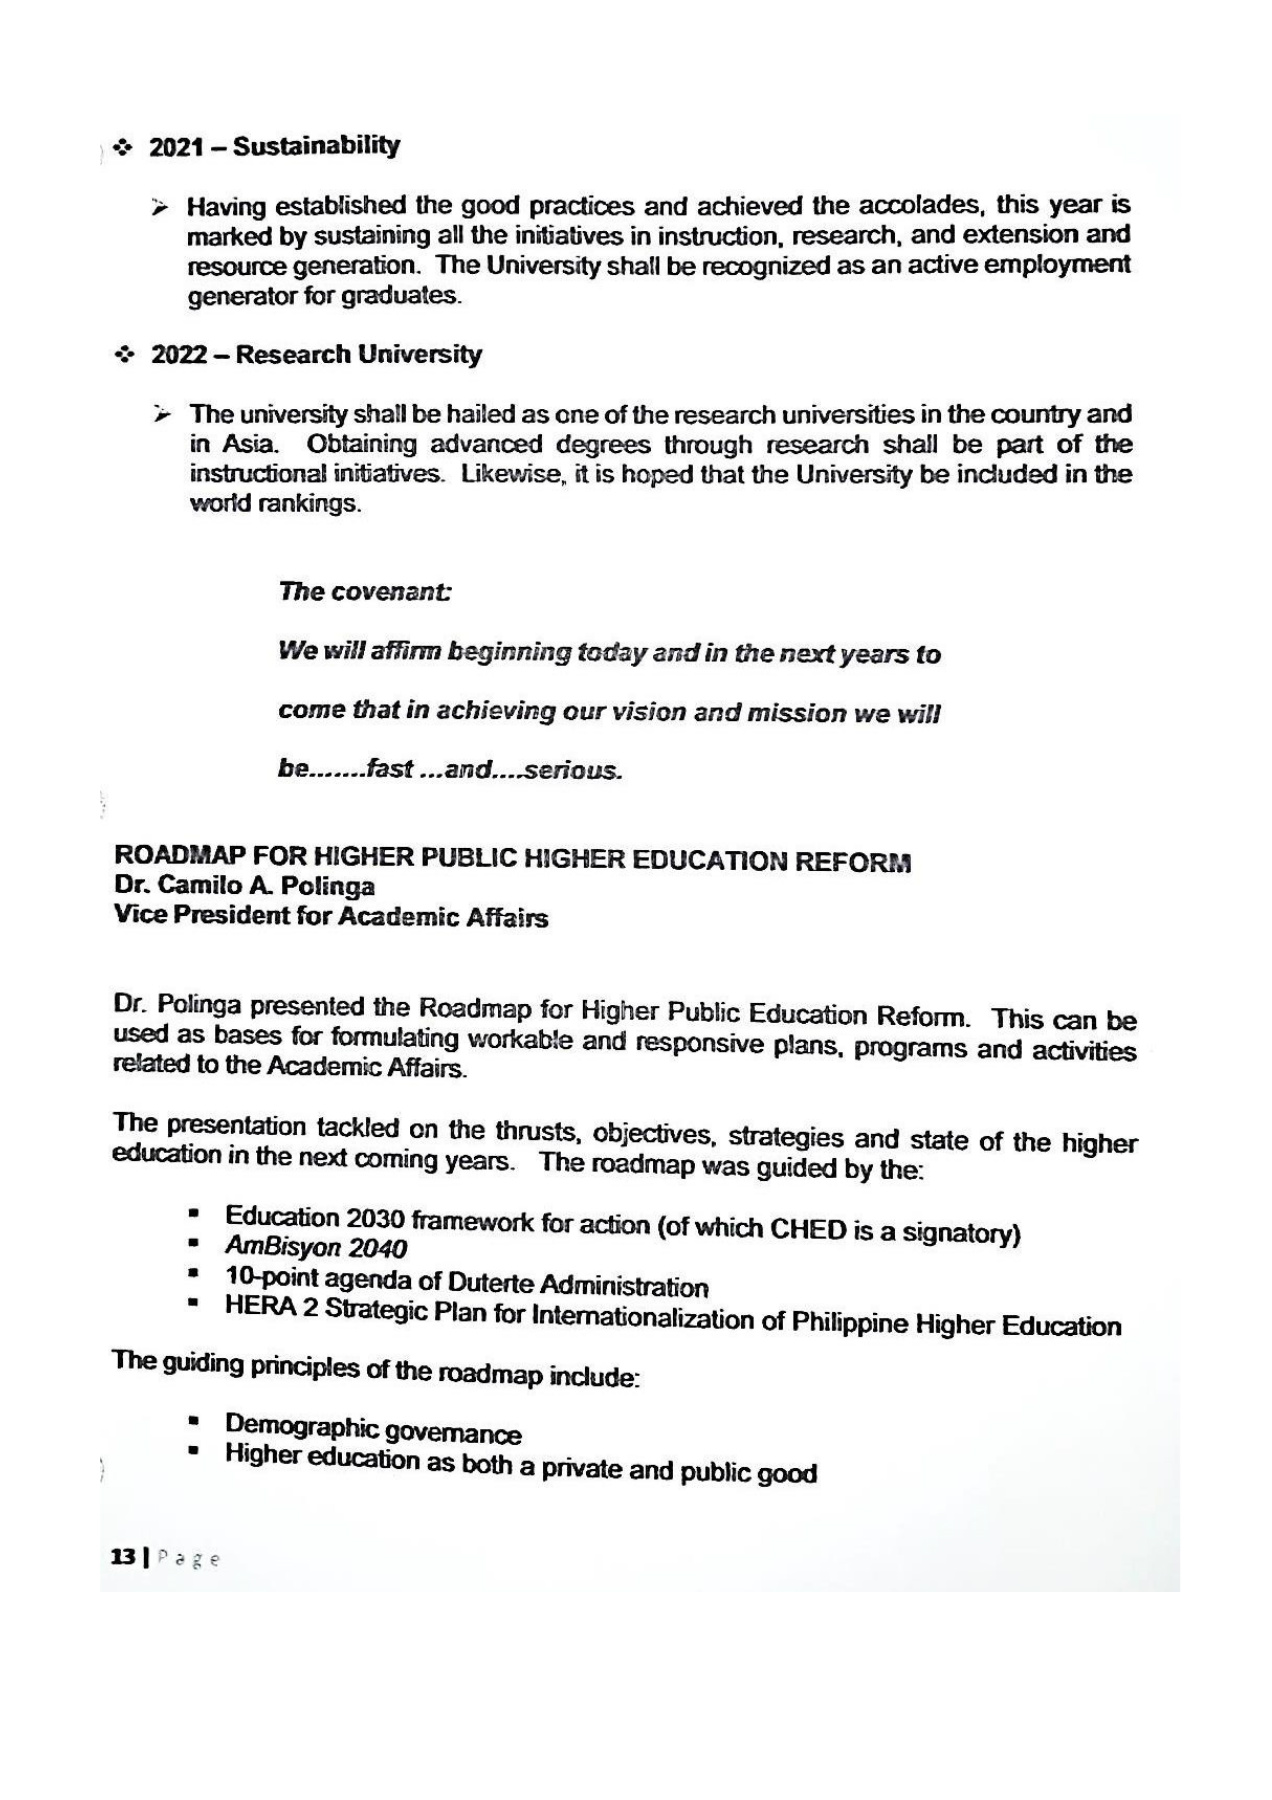 ❖ 2021 – Sustainability
➢ Having established the good practices and achieved the accolades, this year is
marked by sustaining all the initiatives in instruction, research, and extension and
resource generation. The University shall be recognized as an active employment
generator for graduates.
❖ 2022 – Research University
➢ The university shall be hailed as one of the research universities in the country and
in Asia. Obtaining advanced degrees through research shall be part of the
instructional initiatives. Likewise, it is hoped that the University be included in the
world rankings.
The covenant:
We will affirm beginning today and in the next years to
come that in achieving our vision and mission we will
be.......fast ...and....serious.
ROADMAP FOR HIGHER PUBLIC HIGHER EDUCATION REFORM
Dr. Camilo A. Polinga
Vice President for Academic Affairs
Dr. Polinga presented the Roadmap for Higher Public Education Reform. This can be
used as bases for formulating workable and responsive plans, programs and activities
related to the Academic Affairs.
The presentation tackled on the thrusts, objectives, strategies and state of the higher
education in the next coming years. The roadmap was guided by the:
▪ Education 2030 framework for action (of which CHED is a signatory)
▪ AmBisyon 2040
▪ 10-point agenda of Duterte Administration
▪ HERA 2 Strategic Plan for Internationalization of Philippine Higher Education
The guiding principles of the roadmap include:
▪ Demographic governance
▪ Higher education as both a private and public good
13 | Page